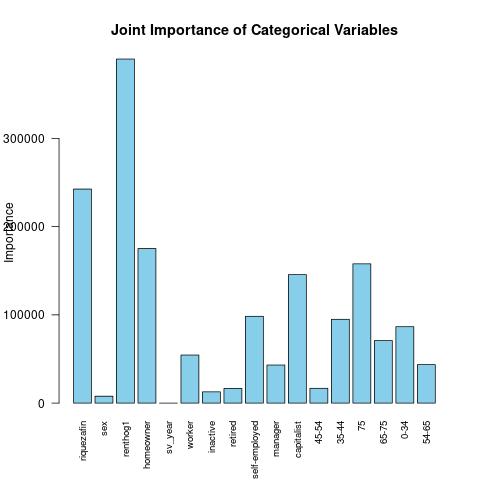 Joint Importance of Categorical Variables
Importance
300000
200000
100000
0
riquezafin
sex
renthog1
homeowner
sv_year
worker
inactive
retired
self-employed
manager
capitalist
45-54
35-44
75
65-75
0-34
54-65